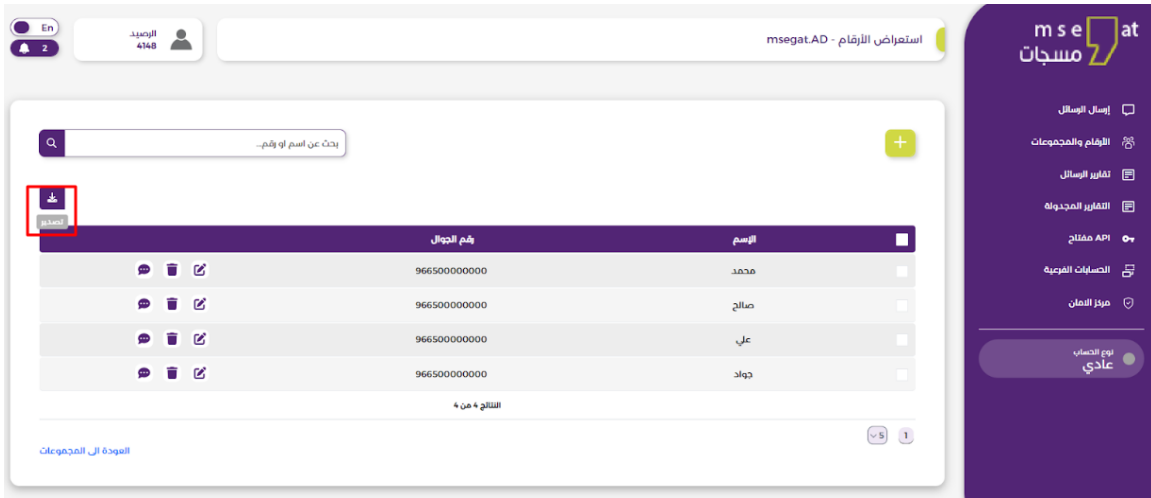 msegat
مسجات
استعراض الأرقام - msegat.AD
الرصيد
4148
En
2
إرسال الرسائل
الأرقام والمجموعات
تقارير الرسائل
التقارير المجدولة
مفتاح API
الحسابات الفرعية
مركز الامان
نوع الحساب
عادي
بحث عن اسم او رقم...
تصدير
الإسم رقم الجوال
محمد 966500000000
صالح 966500000000
علي 966500000000
جواد 966500000000
النتائج 4 من 4
1 5
العودة الى المجموعات